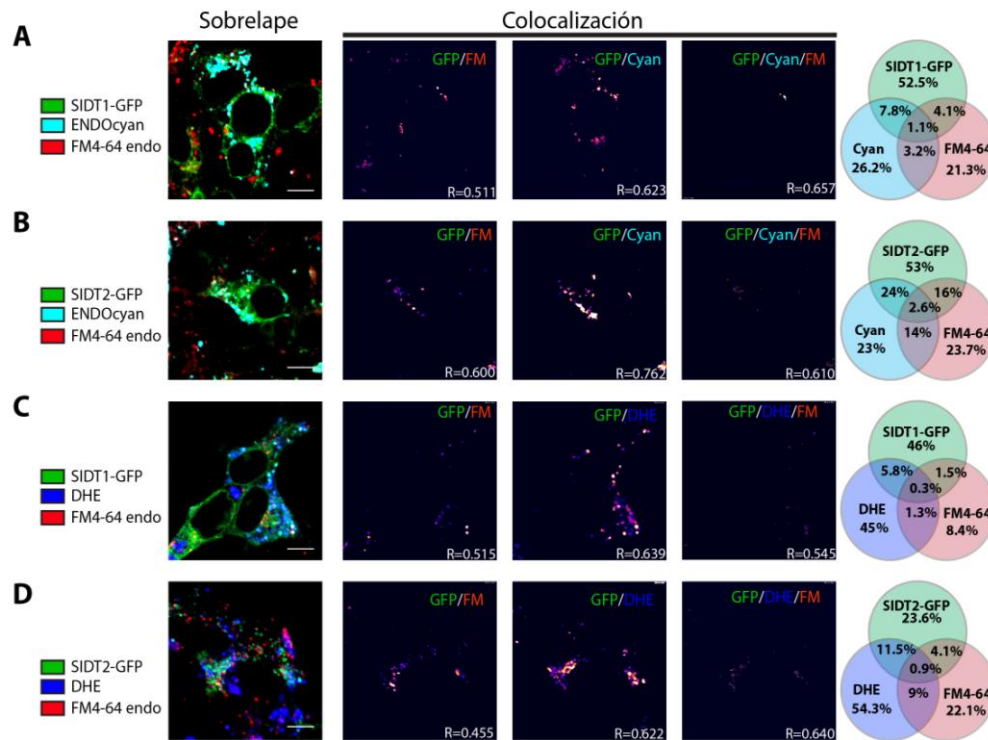 Sobrelape
Colocalización
A
SIDT1-GFP
ENDOcyan
FM4-64 endo
GFP/FM
R=0.511
GFP/Cyan
R=0.623
GFP/Cyan/FM
R=0.657
SIDT1-GFP
52.5%
7.8%
4.1%
1.1%
Cyan
26.2%
3.2%
FM4-64
21.3%
B
SIDT2-GFP
ENDOcyan
FM4-64 endo
GFP/FM
R=0.600
GFP/Cyan
R=0.762
GFP/Cyan/FM
R=0.610
SIDT2-GFP
53%
24%
16%
2.6%
Cyan
23%
14%
FM4-64
23.7%
C
SIDT1-GFP
DHE
FM4-64 endo
GFP/FM
R=0.515
GFP/DHE
R=0.639
GFP/DHE/FM
R=0.545
SIDT1-GFP
46%
5.8%
1.5%
0.3%
DHE
45%
1.3%
FM4-64
8.4%
D
SIDT2-GFP
DHE
FM4-64 endo
GFP/FM
R=0.455
GFP/DHE
R=0.622
GFP/DHE/FM
R=0.640
SIDT2-GFP
23.6%
11.5%
4.1%
0.9%
DHE
54.3%
9%
FM4-64
22.1%